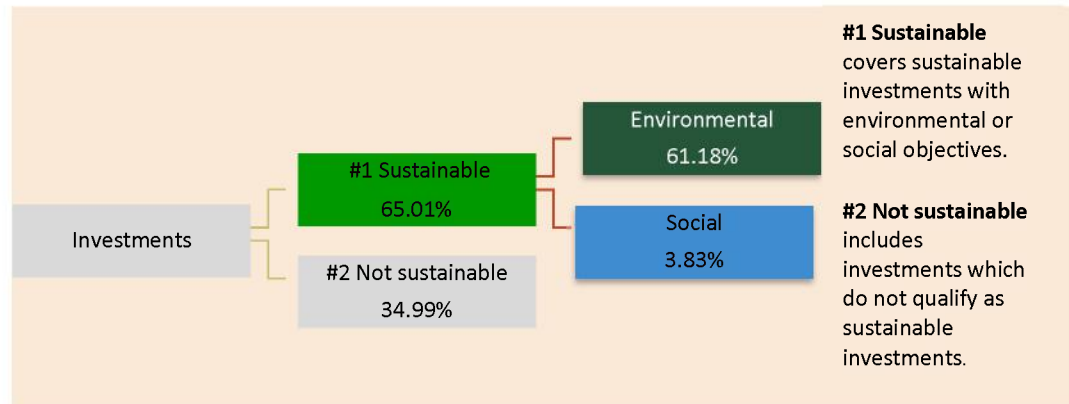 Investments
#1 Sustainable
65.01%
#2 Not sustainable
34.99%
Environmental
61.18%
Social
3.83%
#1 Sustainable
covers sustainable
investments with
environmental or
social objectives.
#2 Not sustainable
includes
investments which
do not qualify as
sustainable
investments.